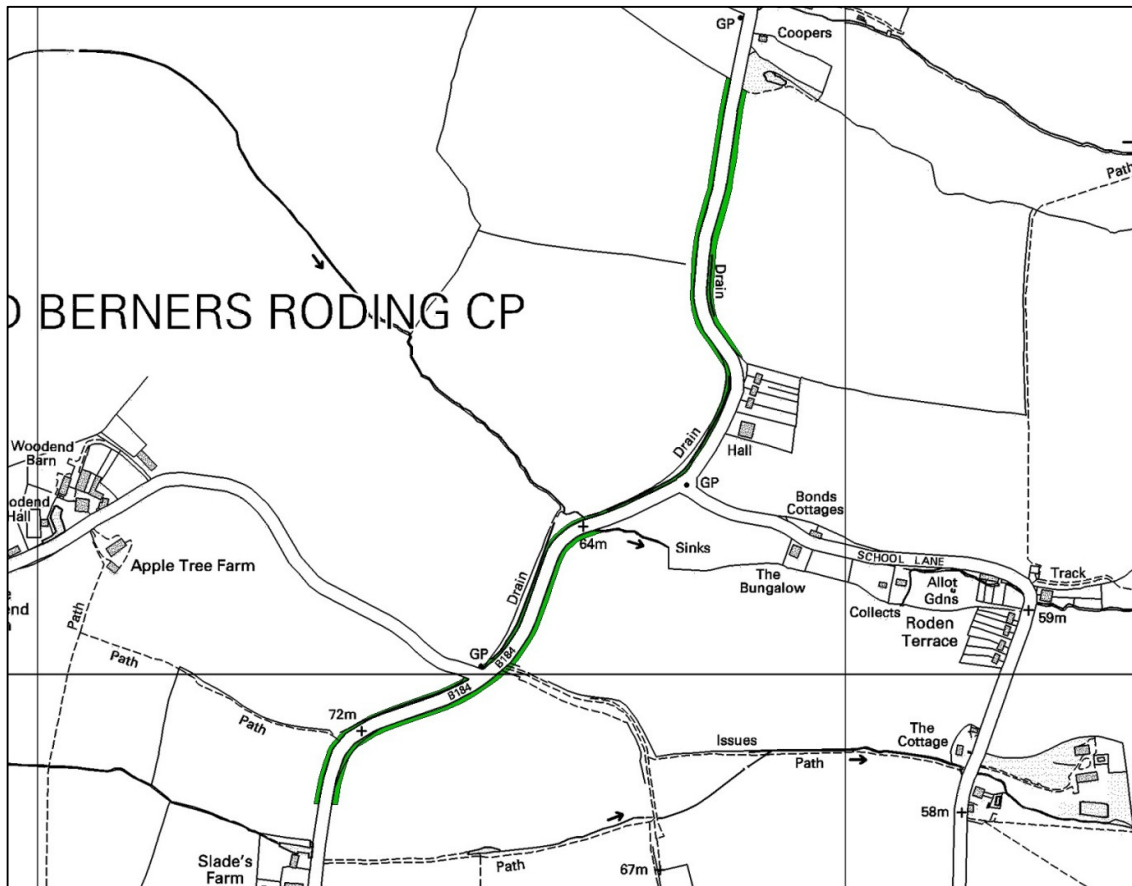 GP
Coopers
Path
Drain
D BERNERS RODING CP
Woodend
Barn
Drain
Hall
GP
Bonds
Cottages
odend
Hall
64m
Sinks
SCHOOL LANE
Track
Apple Tree Farm
The
Bungalow
Allot
Gdns
Drain
Collects
Roden
Terrace
59m
e
end
Path
GP
B184
Path
B184
72m
Path
The
Cottage
Issues
Path
58m
Slade's
Farm
Path
67m